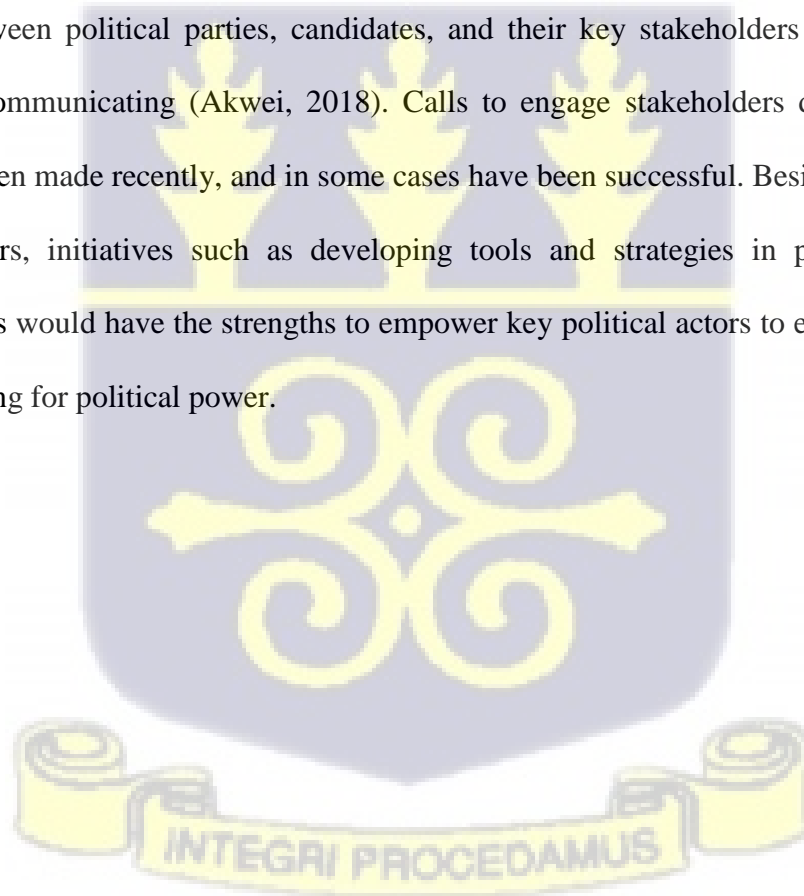 ween political parties, candidates, and their key stakeholders
ommunicating (Akwei, 2018). Calls to engage stakeholders
en made recently, and in some cases have been successful. Besi
rs, initiatives such as developing tools and strategies in p
s would have the strengths to empower key political actors to e
ng for political power.
INTEGRI PROCEDAMUS